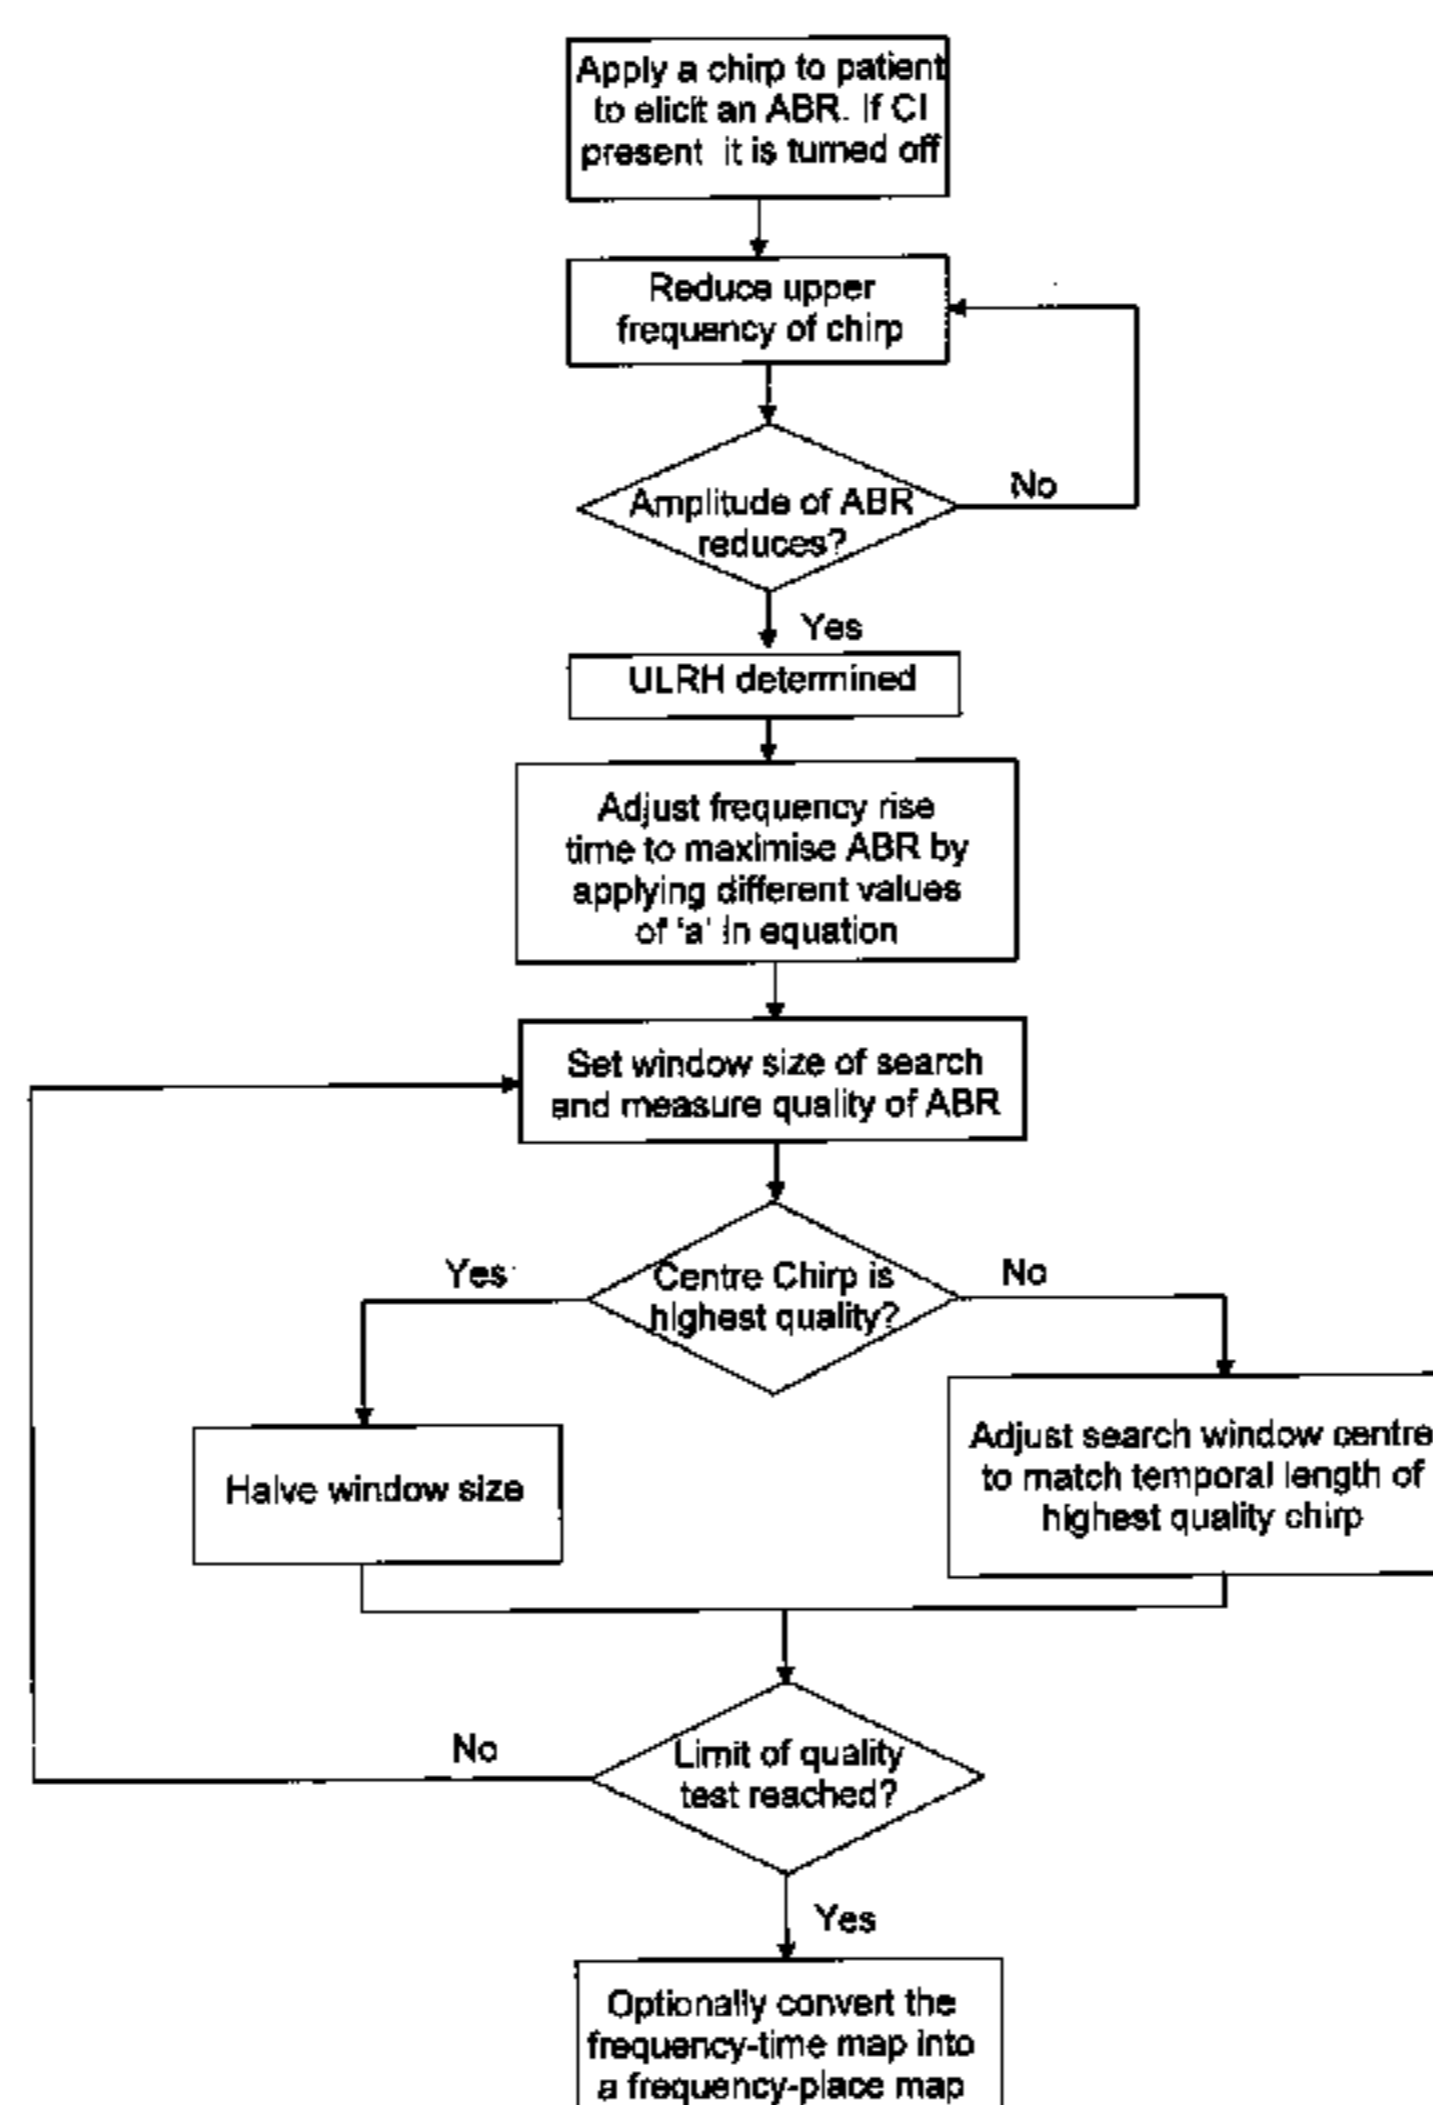 Apply a chirp to patient
to elicit an ABR. If CI
present it is turned off
Reduce upper
frequency of chirp
Amplitude of ABR
reduces?
No
Yes
ULRH determined
Adjust frequency rise
time to maximise ABR by
applying different values
of 'a' in equation
Set window size of search
and measure quality of ABR
Centre Chirp is
highest quality?
Yes
No
Halve window size
Adjust search window centre
to match temporal length of
highest quality chirp
Limit of quality
test reached?
No
Yes
Optionally convert the
frequency-time map into
a frequency-place map